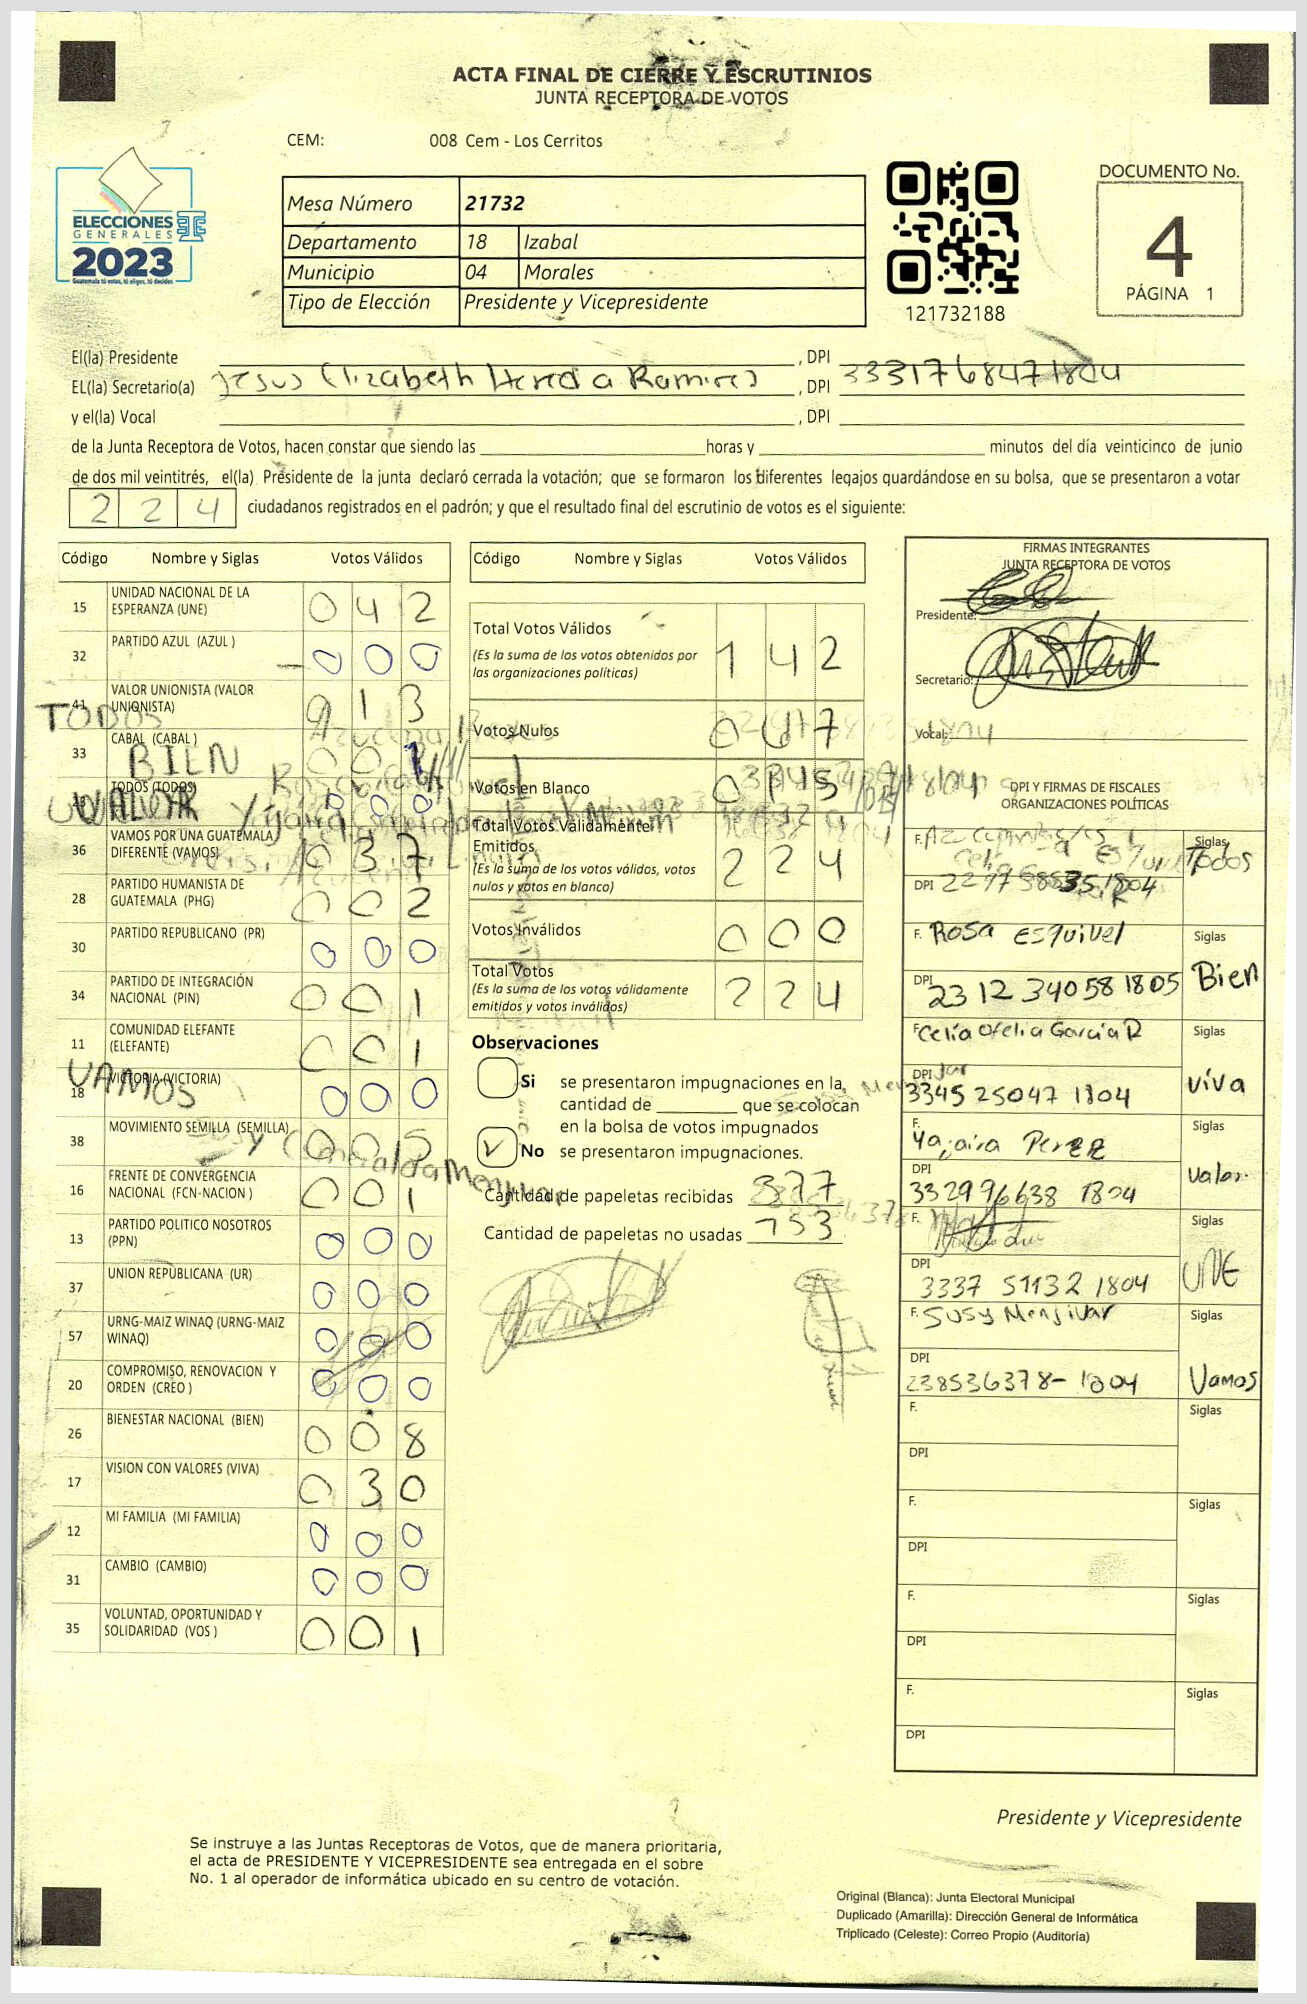 ACTA FINAL DE CIERRE Y ESCRUTINIOS
JUNTA RECEPTORA DE VOTOS
CEM: 008 Cem - Los Cerritos
ELECCIONES
GENERALES
2023
Guatemala tú votas, tú eliges, tú decides
Mesa Número 21732
Departamento 18 Izabal
Municipio 04 Morales
Tipo de Elección Presidente y Vicepresidente
121732188
DOCUMENTO No.
4
PÁGINA 1
El(la) Presidente , DPI
EL(la) Secretario(a) Jesus Elizabeth Heredia Ramirez , DPI 3331768471804
y el(la) Vocal , DPI
de la Junta Receptora de Votos, hacen constar que siendo las horas y minutos del día veinticinco de junio
de dos mil veintitrés, el(la) Presidente de la junta declaró cerrada la votación; que se formaron los diferentes legajos guardándose en su bolsa, que se presentaron a votar
224 ciudadanos registrados en el padrón; y que el resultado final del escrutinio de votos es el siguiente:
Código Nombre y Siglas Votos Válidos
15 UNIDAD NACIONAL DE LA ESPERANZA (UNE) 0 4 2
32 PARTIDO AZUL (AZUL ) 0 0 0
41 VALOR UNIONISTA (VALOR UNIONISTA) 1 3
TODOS
33 CABAL (CABAL ) 0 0
BIEN
TODOS (TODOS) 0 0 0
36 VAMOS POR UNA GUATEMALA DIFERENTE (VAMOS) 0 3 7
28 PARTIDO HUMANISTA DE GUATEMALA (PHG) 0 0 2
30 PARTIDO REPUBLICANO (PR) 0 0 0
34 PARTIDO DE INTEGRACIÓN NACIONAL (PIN) 0 0 1
11 COMUNIDAD ELEFANTE (ELEFANTE) 0 0 1
VAMOS
18 VICTORIA (VICTORIA) 0 0 0
38 MOVIMIENTO SEMILLA (SEMILLA) 0 0 5
16 FRENTE DE CONVERGENCIA NACIONAL (FCN-NACION ) 0 0 1
13 PARTIDO POLITICO NOSOTROS (PPN) 0 0 0
37 UNION REPUBLICANA (UR) 0 0 0
57 URNG-MAIZ WINAQ (URNG-MAIZ WINAQ) 0 0 0
20 COMPROMISO, RENOVACION Y ORDEN (CREO ) 0 0 0
26 BIENESTAR NACIONAL (BIEN) 0 0 8
17 VISION CON VALORES (VIVA) 0 3 0
12 MI FAMILIA (MI FAMILIA) 0 0 0
31 CAMBIO (CAMBIO) 0 0 0
35 VOLUNTAD, OPORTUNIDAD Y SOLIDARIDAD (VOS ) 0 0 1
Código Nombre y Siglas Votos Válidos
Total Votos Válidos 1 4 2
(Es la suma de los votos obtenidos por las organizaciones políticas)
Votos Nulos 0 6 7
Votos en Blanco 0 1 5
Total Votos Válidamente Emitidos 2 2 4
(Es la suma de los votos válidos, votos nulos y votos en blanco)
Votos Inválidos 0 0 0
Total Votos 2 2 4
(Es la suma de los votos válidamente emitidos y votos inválidos)
Observaciones
Si se presentaron impugnaciones en la
cantidad de que se colocan
en la bolsa de votos impugnados
No se presentaron impugnaciones.
Cantidad de papeletas recibidas 377
Cantidad de papeletas no usadas 153
FIRMAS INTEGRANTES
JUNTA RECEPTORA DE VOTOS
Presidente:
Secretario:
Vocal:
DPI Y FIRMAS DE FISCALES
ORGANIZACIONES POLÍTICAS
F. Siglas Todos
DPI
F. Rosa Esquivel Siglas Bien
DPI 2312 34058 1805
F. Celia Ofelia Garcia R Siglas viva
DPI 3345 25047 1804
F. Yajaira Perez Siglas Valor
DPI 332996638 1804
F. Siglas UNE
DPI 3337 51132 1804
F. Susy Menjivar Siglas Vamos
DPI 238536378- 1804
F. Siglas
DPI
F. Siglas
DPI
F. Siglas
DPI
F. Siglas
DPI
Presidente y Vicepresidente
Se instruye a las Juntas Receptoras de Votos, que de manera prioritaria,
el acta de PRESIDENTE Y VICEPRESIDENTE sea entregada en el sobre
No. 1 al operador de informática ubicado en su centro de votación.
Original (Blanca): Junta Electoral Municipal
Duplicado (Amarilla): Dirección General de Informática
Triplicado (Celeste): Correo Propio (Auditoría)